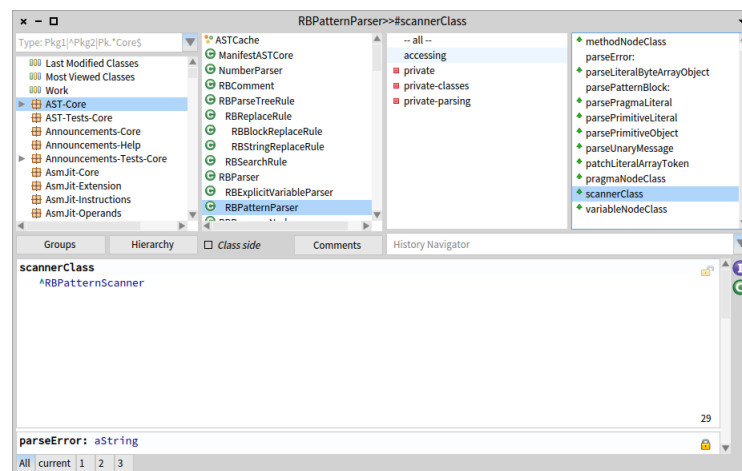 RBPatternParser>>#scannerClass
Type: Pkg1|^Pkg2|Pk.*Core$
Last Modified Classes
Most Viewed Classes
Work
AST-Core
AST-Tests-Core
Announcements-Core
Announcements-Help
Announcements-Tests-Core
AsmJit-Core
AsmJit-Extension
AsmJit-Instructions
AsmJit-Operands
ASTCache
ManifestASTCore
NumberParser
RBComment
RBParseTreeRule
RBReplaceRule
RBBlockReplaceRule
RBStringReplaceRule
RBSearchRule
RBParser
RBExplicitVariableParser
RBPatternParser
-- all --
accessing
private
private-classes
private-parsing
methodNodeClass
parseError:
parseLiteralByteArrayObject
parsePatternBlock:
parsePragmaLiteral
parsePrimitiveLiteral
parsePrimitiveObject
parseUnaryMessage
patchLiteralArrayToken
pragmaNodeClass
scannerClass
variableNodeClass
Groups
Hierarchy
Class side
Comments
History Navigator
scannerClass
^RBPatternScanner
29
parseError: aString
All current 1 2 3